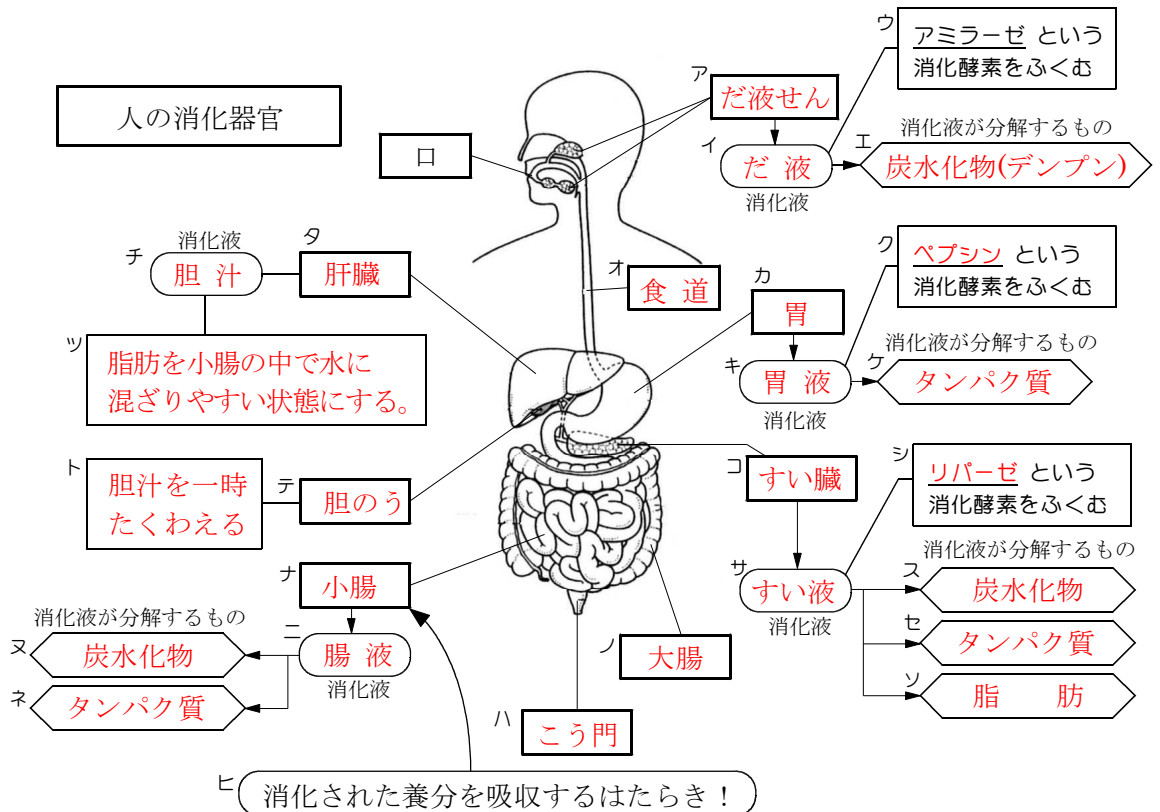 人の消化器官
口
ア
だ液せん
イ
だ 液
消化液
ウ
アミラーゼ という
消化酵素をふくむ
消化液が分解するもの
エ
炭水化物(デンプン)
オ
食 道
カ
胃
キ
胃 液
消化液
ク
ペプシン という
消化酵素をふくむ
消化液が分解するもの
ケ
タンパク質
コ
すい臓
サ
すい液
消化液
シ
リパーゼ という
消化酵素をふくむ
消化液が分解するもの
ス
炭水化物
セ
タンパク質
ソ
脂 肪
タ
肝臓
消化液
チ
胆 汁
ツ
脂肪を小腸の中で水に
混ざりやすい状態にする。
テ
胆のう
ト
胆汁を一時
たくわえる
ナ
小腸
ニ
腸 液
消化液
消化液が分解するもの
ヌ
炭水化物
ネ
タンパク質
ノ
大腸
ハ
こう門
ヒ
消化された養分を吸収するはたらき！